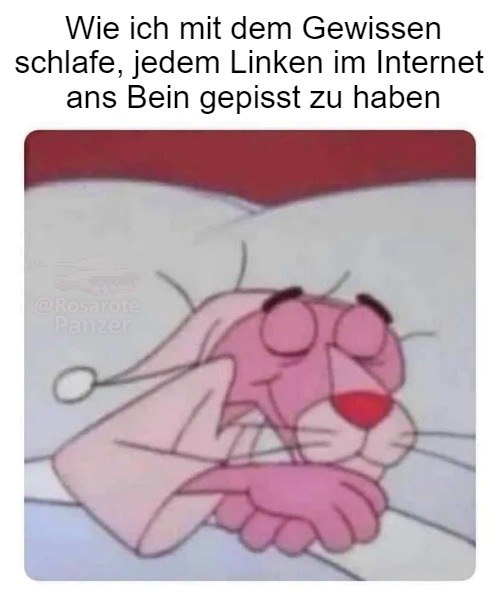 Wie ich mit dem Gewissen
schlafe, jedem Linken im Internet
ans Bein gepisst zu haben
@Rosarote
Panzer